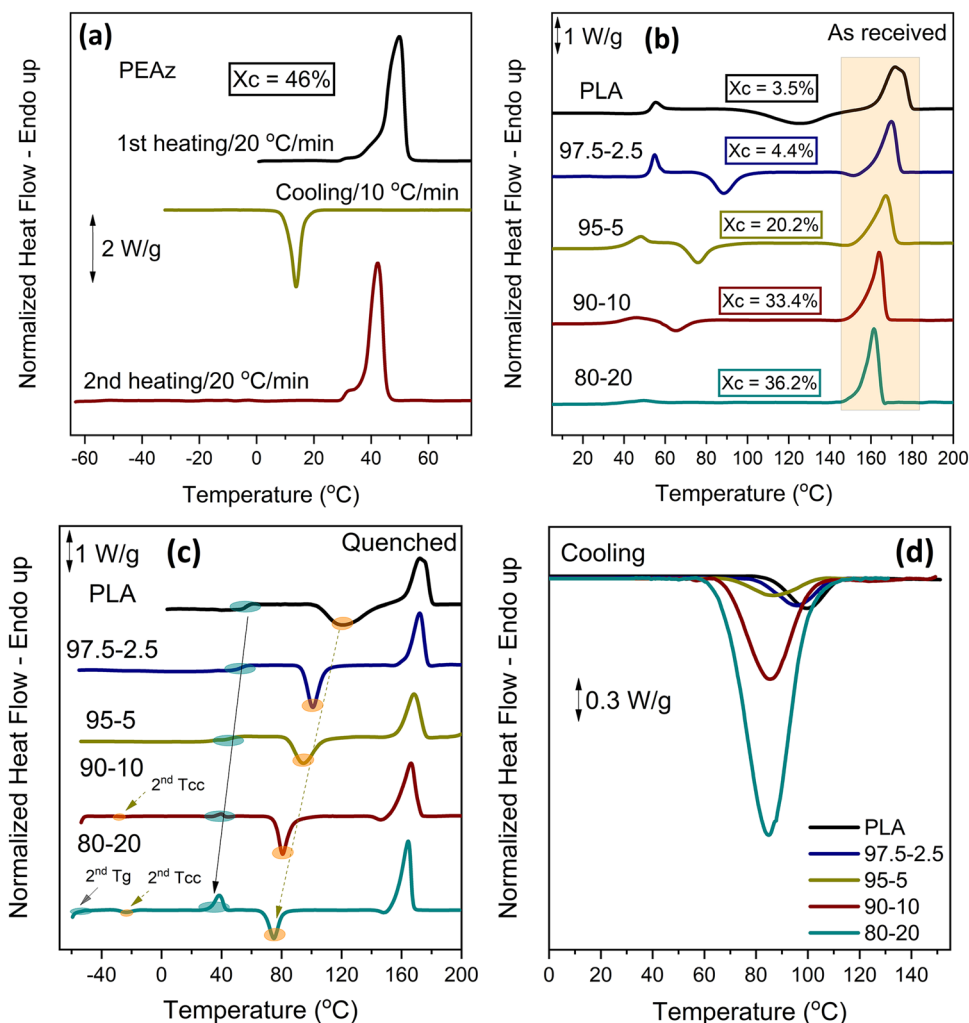 (a)
PEAz
Xc = 46%
1st heating/20 °C/min
Cooling/10 °C/min
2 W/g
2nd heating/20 °C/min
Normalized Heat Flow - Endo up
-60 -40 -20 0 20 40 60
Temperature (°C)
1 W/g
(b)
As received
PLA
Xc = 3.5%
97.5-2.5
Xc = 4.4%
95-5
Xc = 20.2%
90-10
Xc = 33.4%
80-20
Xc = 36.2%
Normalized Heat Flow - Endo up
20 40 60 80 100 120 140 160 180 200
Temperature (°C)
1 W/g
(c)
Quenched
PLA
97.5-2.5
95-5
90-10
2nd Tcc
80-20
2nd Tg
2nd Tcc
Normalized Heat Flow - Endo up
-40 0 40 80 120 160 200
Temperature (°C)
Cooling
(d)
0.3 W/g
PLA
97.5-2.5
95-5
90-10
80-20
Normalized Heat Flow - Endo up
0 20 40 60 80 100 120 140
Temperature (°C)